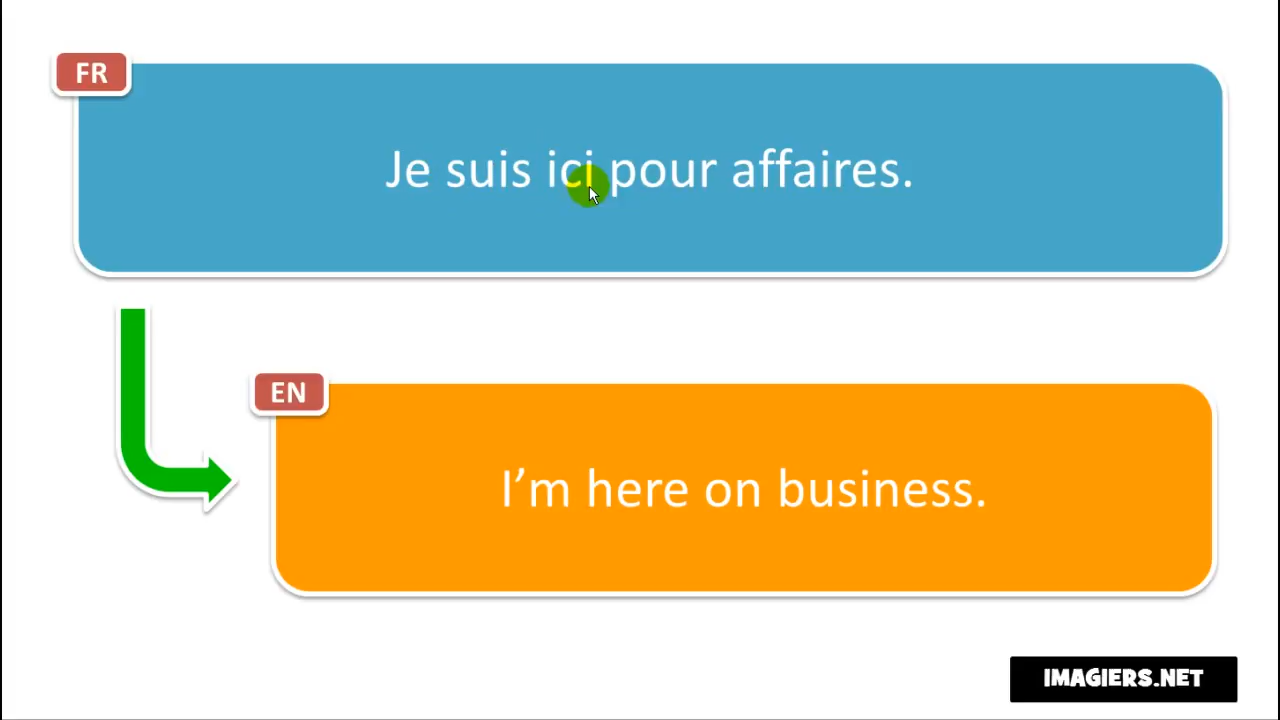 FR
Je suis ici pour affaires.
EN
I’m here on business.
IMAGIERS.NET